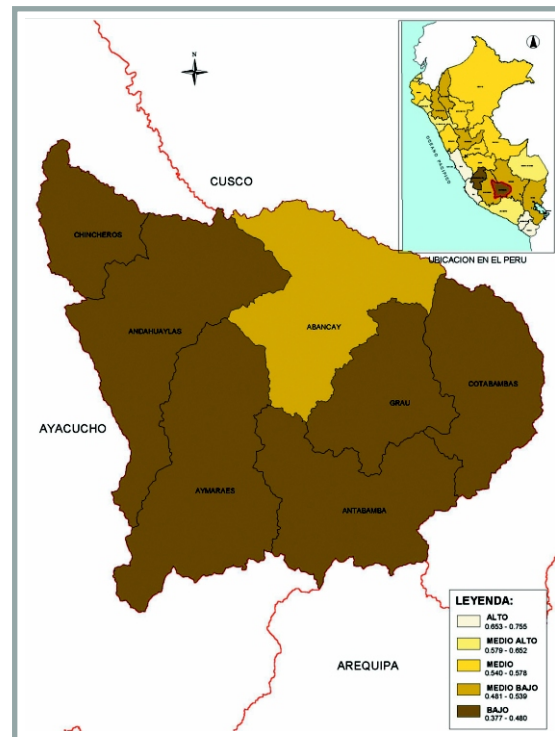 N
CUSCO
OCEANO PACIFICO
UBICACION EN EL PERU
CHINCHEROS
ANDAHUAYLAS
ABANCAY
COTABAMBAS
GRAU
AYACUCHO
AYMARAES
ANTABAMBA
AREQUIPA
LEYENDA:
ALTO
0.653 - 0.755
MEDIO ALTO
0.579 - 0.652
MEDIO
0.540 - 0.578
MEDIO BAJO
0.481 - 0.539
BAJO
0.377 - 0.480